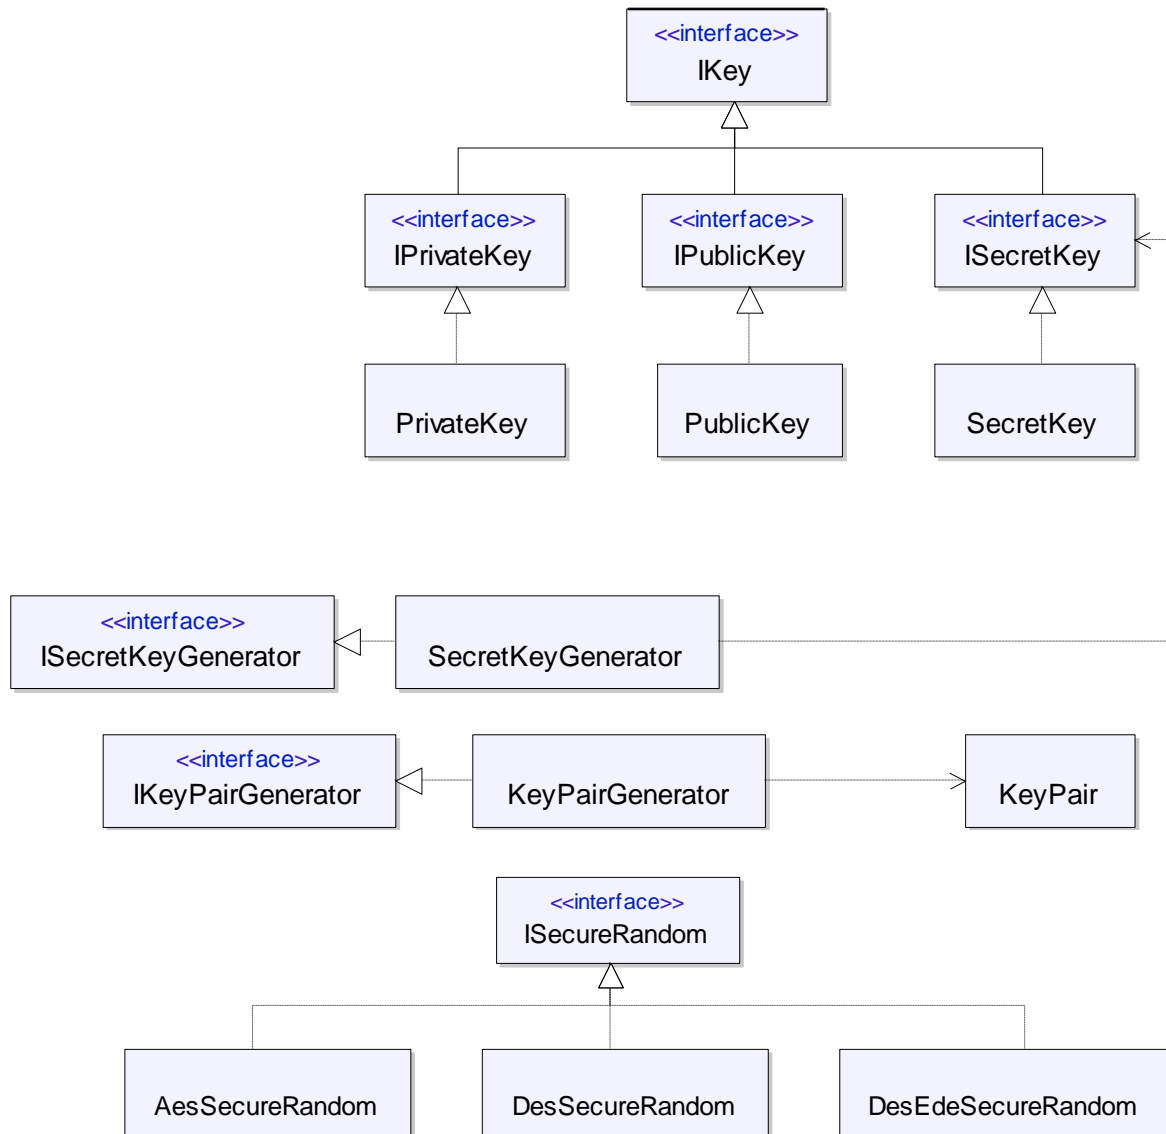 <<interface>>
IKey
<<interface>>
IPrivateKey
<<interface>>
IPublicKey
<<interface>>
ISecretKey
PrivateKey
PublicKey
SecretKey
<<interface>>
ISecretKeyGenerator
SecretKeyGenerator
<<interface>>
IKeyPairGenerator
KeyPairGenerator
KeyPair
<<interface>>
ISecureRandom
AesSecureRandom
DesSecureRandom
DesEdeSecureRandom